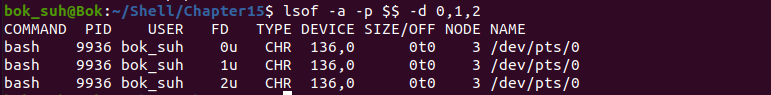 bok_suh@Bok:~/Shell/Chapter15$ lsof -a -p $$ -d 0,1,2
COMMAND  PID    USER   FD   TYPE DEVICE SIZE/OFF NODE NAME
bash    9936 bok_suh    0u   CHR  136,0      0t0    3 /dev/pts/0
bash    9936 bok_suh    1u   CHR  136,0      0t0    3 /dev/pts/0
bash    9936 bok_suh    2u   CHR  136,0      0t0    3 /dev/pts/0